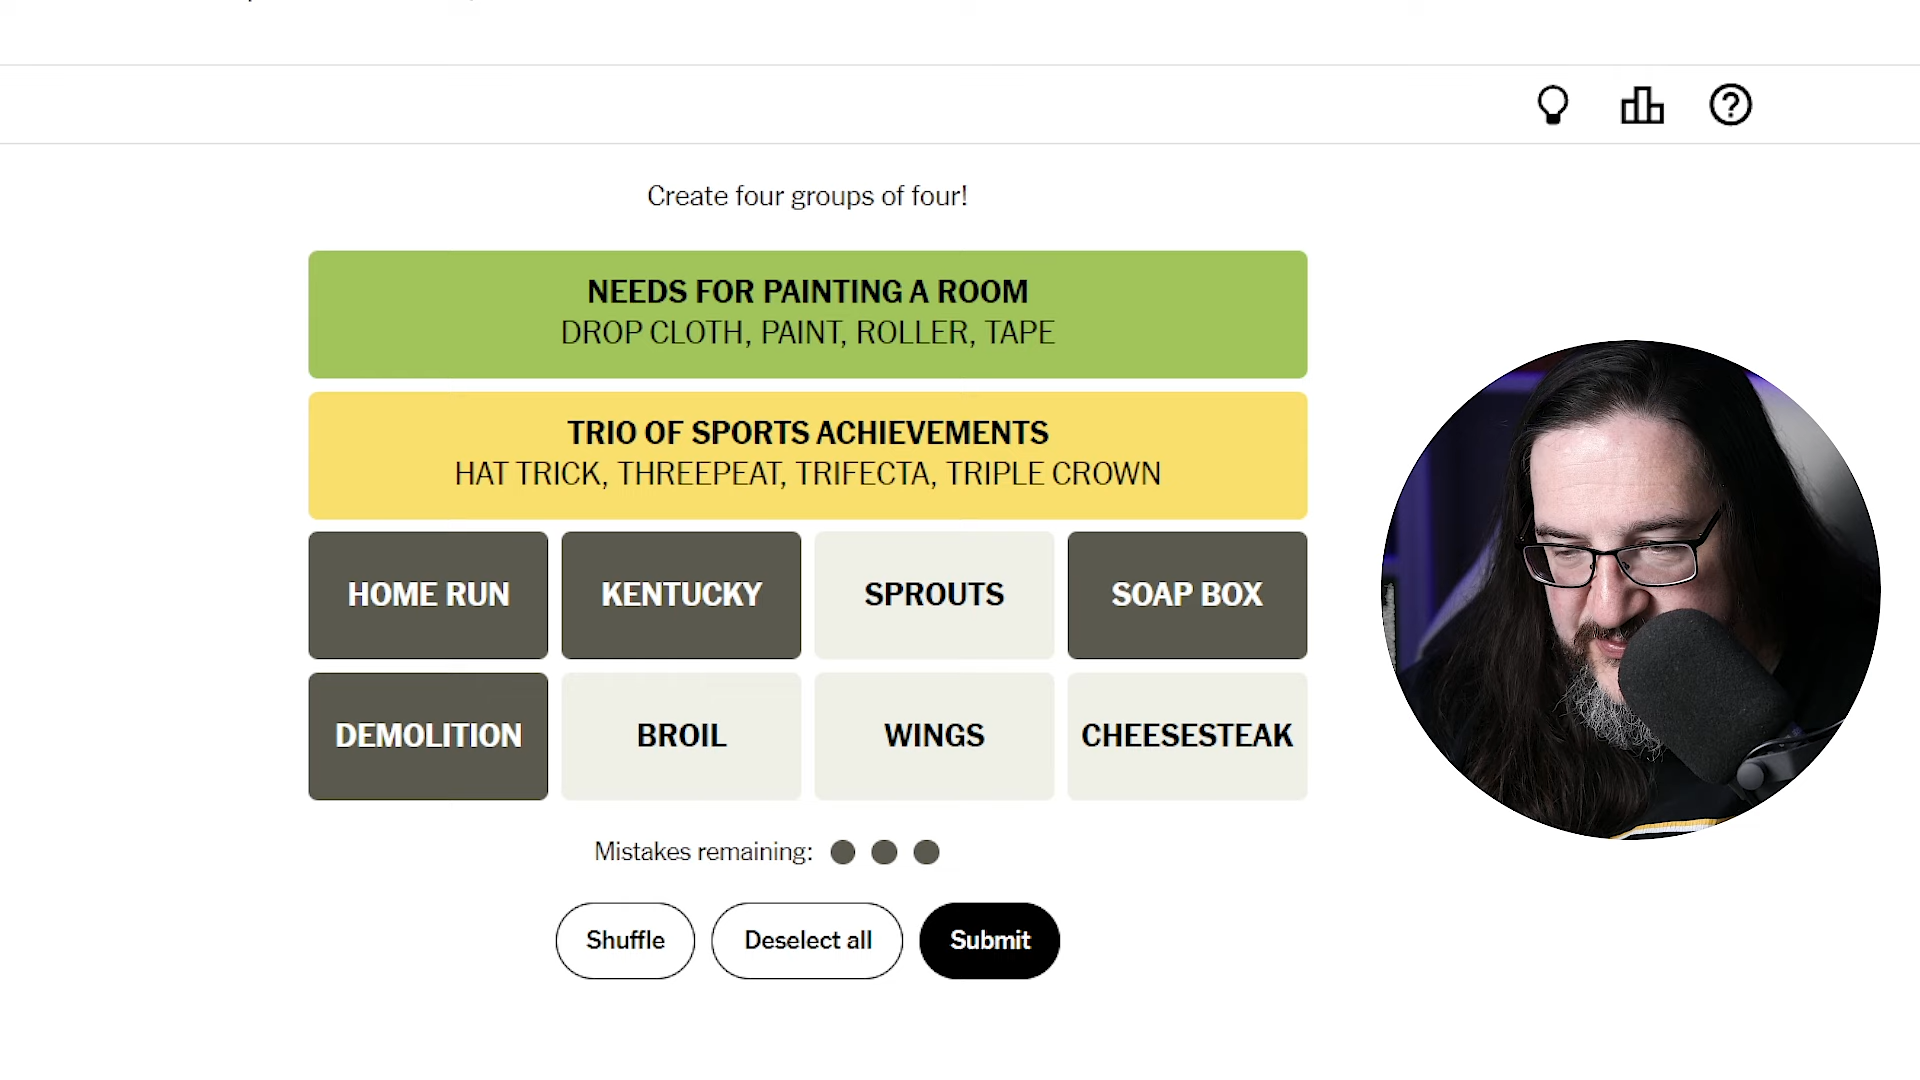 Create four groups of four!
NEEDS FOR PAINTING A ROOM
DROP CLOTH, PAINT, ROLLER, TAPE
TRIO OF SPORTS ACHIEVEMENTS
HAT TRICK, THREEPEAT, TRIFECTA, TRIPLE CROWN
HOME RUN KENTUCKY SPROUTS SOAP BOX
DEMOLITION BROIL WINGS CHEESESTEAK
Mistakes remaining:
Shuffle Deselect all Submit